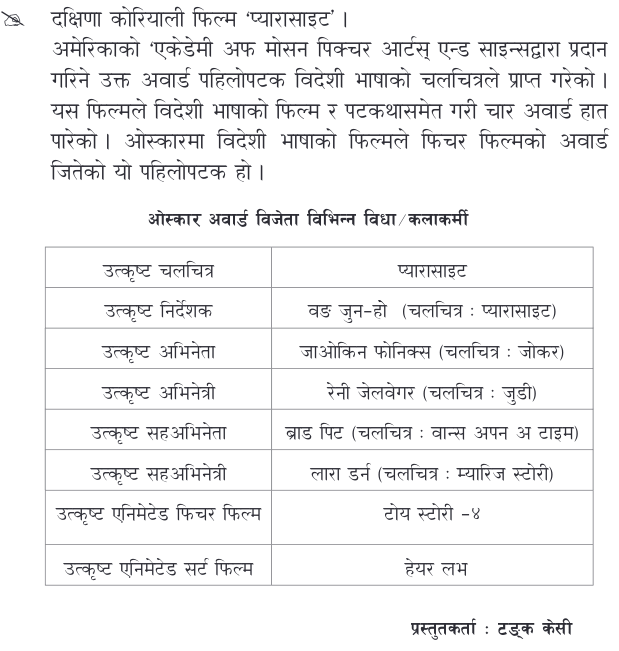 दक्षिणा कोरियाली फिल्म ‘प्यारासाइट’ ।
अमेरिकाको ‘एकेडेमी अफ मोसन पिक्चर आर्टस् एन्ड साइन्सद्वारा प्रदान
गरिने उक्त अवार्ड पहिलोपटक विदेशी भाषाको चलचित्रले प्राप्त गरेको ।
यस फिल्मले विदेशी भाषाको फिल्म र पटकथासमेत गरी चार अवार्ड हात
पारेको । ओस्कारमा विदेशी भाषाको फिल्मले फिचर फिल्मको अवार्ड
जितेको यो पहिलोपटक हो ।
ओस्कार अवार्ड विजेता विभिन्न विधा/कलाकर्मी
उत्कृष्ट चलचित्र प्यारासाइट
उत्कृष्ट निर्देशक वङ जुन-हो (चलचित्र : प्यारासाइट)
उत्कृष्ट अभिनेता जाओकिन फोनिक्स (चलचित्र : जोकर)
उत्कृष्ट अभिनेत्री रेनी जेलवेगर (चलचित्र : जुडी)
उत्कृष्ट सहअभिनेता ब्राड पिट (चलचित्र : वान्स अपन अ टाइम)
उत्कृष्ट सहअभिनेत्री लारा डर्न (चलचित्र : म्यारिज स्टोरी)
उत्कृष्ट एनिमेटेड फिचर फिल्म टोय स्टोरी -४
उत्कृष्ट एनिमेटेड सर्ट फिल्म हेयर लभ
प्रस्तुतकर्ता : टङ्क केसी